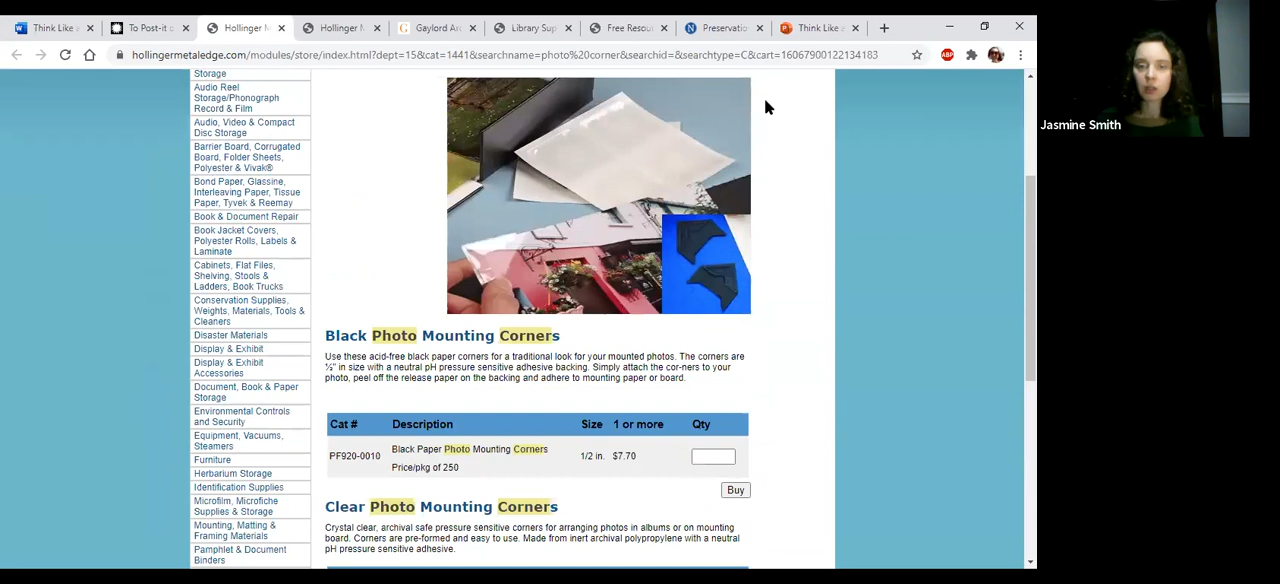 Think Like a
To Post-it o
Hollinger M
Hollinger M
Gaylord Arc
Library Sup
Free Resou
Preservation
Think Like a
hollingermetaledge.com/modules/store/index.html?dept=15&cat=1441&searchname=photo%20corner&searchid=&searchtype=C&cart=16067900122134183
ABP
Storage
Audio Reel
Storage/Phonograph
Record & Film
Audio, Video & Compact
Disc Storage
Barrier Board, Corrugated
Board, Folder Sheets,
Polyester & Vivak®
Bond Paper, Glassine,
Interleaving Paper, Tissue
Paper, Tyvek & Reemay
Book & Document Repair
Book Jacket Covers,
Polyester Rolls, Labels &
Laminate
Cabinets, Flat Files,
Shelving, Stools &
Ladders, Book Trucks
Conservation Supplies,
Weights, Materials, Tools &
Cleaners
Disaster Materials
Display & Exhibit
Display & Exhibit
Accessories
Document, Book & Paper
Storage
Environmental Controls
and Security
Equipment, Vacuums,
Steamers
Furniture
Herbarium Storage
Identification Supplies
Microfilm, Microfiche
Supplies & Storage
Mounting, Matting &
Framing Materials
Pamphlet & Document
Binders
Black Photo Mounting Corners
Use these acid-free black paper corners for a traditional look for your mounted photos. The corners are
½" in size with a neutral pH pressure sensitive adhesive backing. Simply attach the cor-ners to your
photo, peel off the release paper on the backing and adhere to mounting paper or board.
Cat # Description Size 1 or more Qty
PF920-0010 Black Paper Photo Mounting Corners 1/2 in. $7.70
Price/pkg of 250
Buy
Clear Photo Mounting Corners
Crystal clear, archival safe pressure sensitive corners for arranging photos in albums or on mounting
board. Corners are pre-formed and easy to use. Made from inert archival polypropylene with a neutral
pH pressure sensitive adhesive.
Jasmine Smith